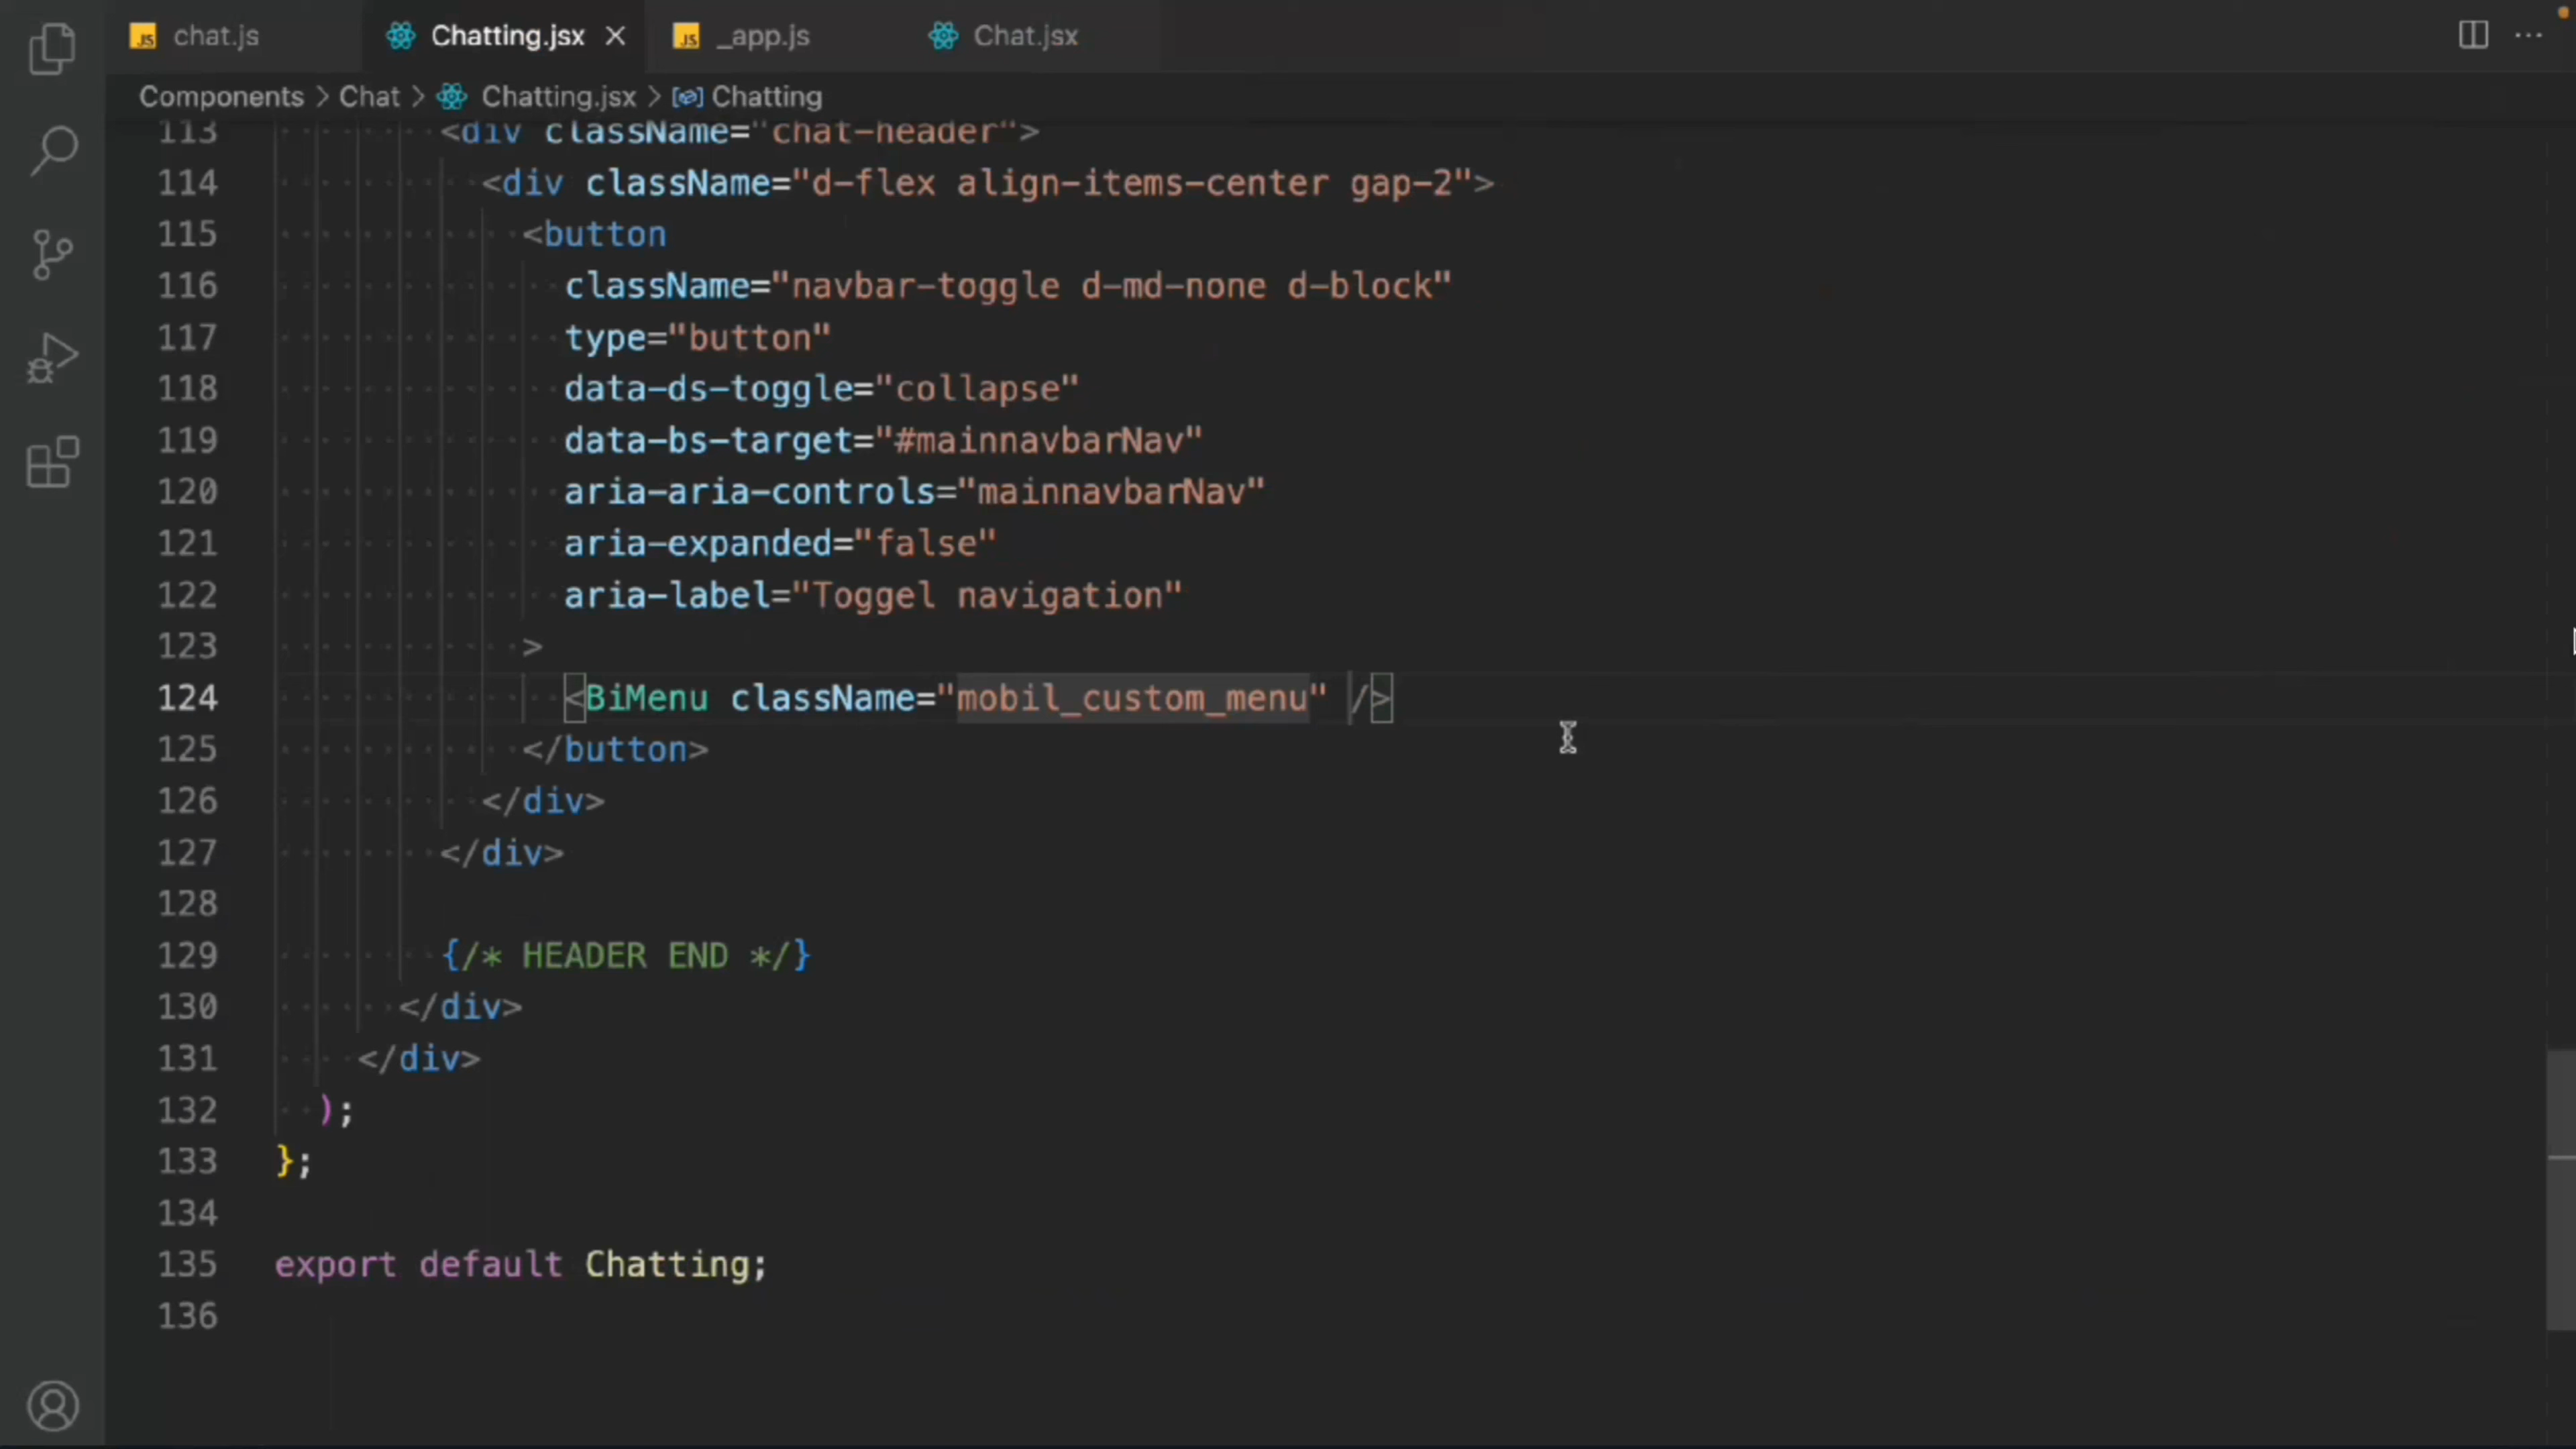 chat.js Chatting.jsx _app.js Chat.jsx
Components > Chat > Chatting.jsx > Chatting
113 <div className="chat-header">
114 <div className="d-flex align-items-center gap-2">
115 <button
116 className="navbar-toggle d-md-none d-block"
117 type="button"
118 data-ds-toggle="collapse"
119 data-bs-target="#mainnavbarNav"
120 aria-aria-controls="mainnavbarNav"
121 aria-expanded="false"
122 aria-label="Toggel navigation"
123 >
124 <BiMenu className="mobil_custom_menu" />
125 </button>
126 </div>
127 </div>
128
129 {/* HEADER END */}
130 </div>
131 </div>
132 );
133 };
134
135 export default Chatting;
136